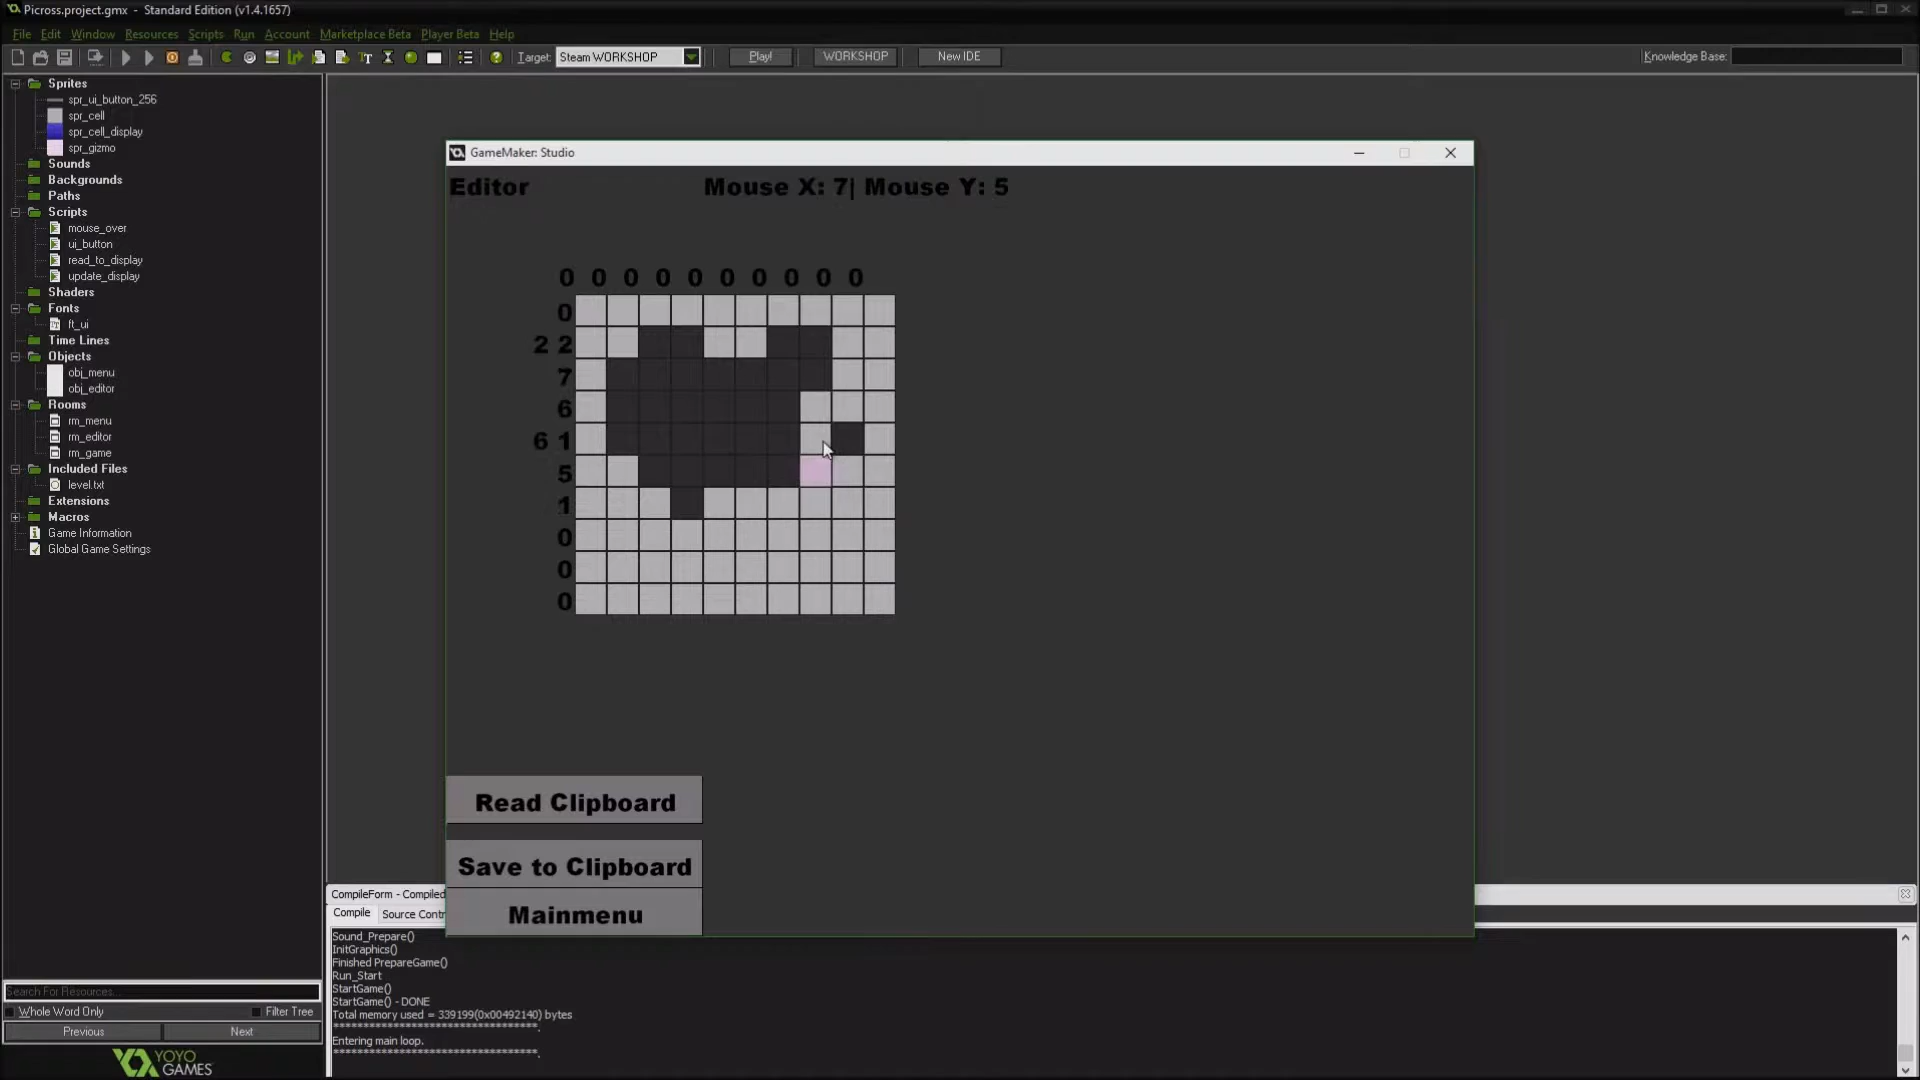 Picross.project.gmx - Standard Edition (v1.4.1657)
File Edit Window Resources Scripts Run Account Marketplace Beta Player Beta Help
Target: Steam WORKSHOP Play! WORKSHOP New IDE Knowledge Base:
Sprites
spr_ui_button_256
spr_cell
spr_cell_display
spr_gizmo
Sounds
Backgrounds
Paths
Scripts
mouse_over
ui_button
read_to_display
update_display
Shaders
Fonts
ft_ui
Time Lines
Objects
obj_menu
obj_editor
Rooms
rm_menu
rm_editor
rm_game
Included Files
level.txt
Extensions
Macros
Game Information
Global Game Settings
Search For Resources...
Whole Word Only Filter Tree
Previous Next
YOYO
GAMES
GameMaker: Studio
Editor Mouse X: 7| Mouse Y: 5
0 0 0 0 0 0 0 0 0 0
0
2 2
7
6
6 1
5
1
0
0
0
Read Clipboard
Save to Clipboard
Mainmenu
CompileForm - Compiled
Compile Source Contr
Sound_Prepare()
InitGraphics()
Finished PrepareGame()
Run_Start
StartGame()
StartGame() - DONE
Total memory used = 339199(0x00492140) bytes
**********************************.
Entering main loop.
**********************************.